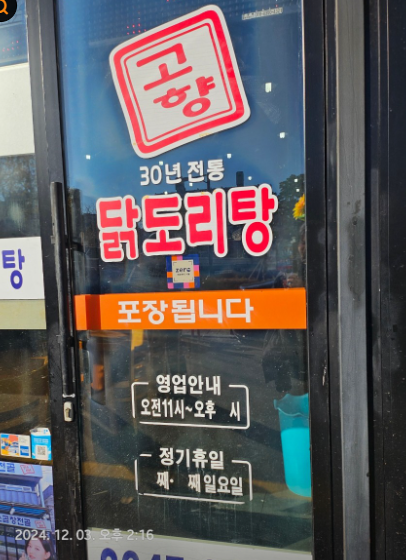 고향
30년 전통
닭도리탕
탕
포장됩니다
영업안내
오전11시~오후 시
정기휴일
째· 째일요일
2024. 12. 03. 오후 2:16